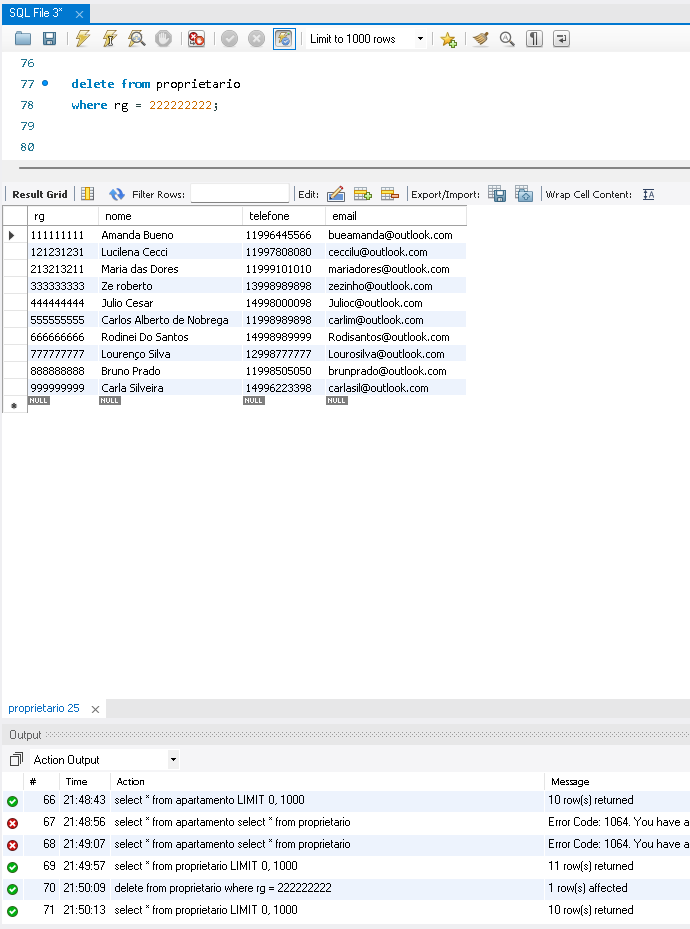 SQL File 3*
Limit to 1000 rows
76
77 delete from proprietario
78 where rg = 222222222;
79
80
Result Grid Filter Rows: Edit: Export/Import: Wrap Cell Content:
rg nome telefone email
111111111 Amanda Bueno 11996445566 bueamanda@outlook.com
121231231 Lucilena Cecci 11997808080 ceccilu@outlook.com
213213211 Maria das Dores 11999101010 mariadores@outlook.com
333333333 Ze roberto 13998989898 zezinho@outlook.com
444444444 Julio Cesar 14998000098 Julioc@outlook.com
555555555 Carlos Alberto de Nobrega 11998989898 carlim@outlook.com
666666666 Rodinei Do Santos 14998989999 Rodisantos@outlook.com
777777777 Lourenço Silva 12998777777 Lourosilva@outlook.com
888888888 Bruno Prado 11998505050 brunprado@outlook.com
999999999 Carla Silveira 14996223398 carlasil@outlook.com
NULL NULL NULL NULL
proprietario 25
Output
Action Output
# Time Action Message
66 21:48:43 select * from apartamento LIMIT 0, 1000 10 row(s) returned
67 21:48:56 select * from apartamento select * from proprietario Error Code: 1064. You have a
68 21:49:07 select * from apartamento select * from proprietario Error Code: 1064. You have a
69 21:49:57 select * from proprietario LIMIT 0, 1000 11 row(s) returned
70 21:50:09 delete from proprietario where rg = 222222222 1 row(s) affected
71 21:50:13 select * from proprietario LIMIT 0, 1000 10 row(s) returned